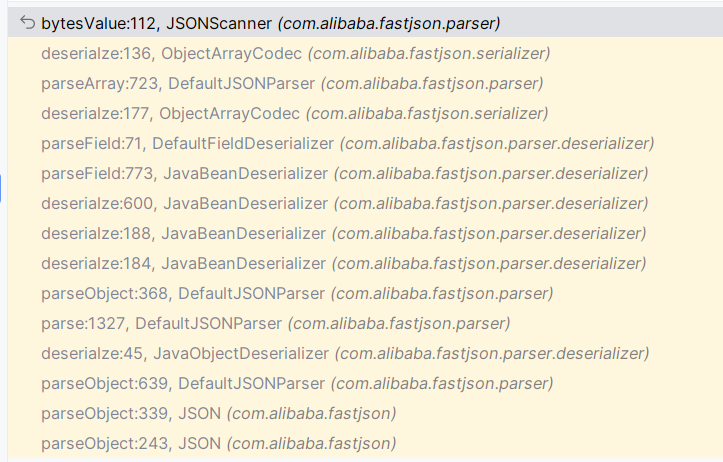 bytesValue:112, JSONScanner (com.alibaba.fastjson.parser)
deserialze:136, ObjectArrayCodec (com.alibaba.fastjson.serializer)
parseArray:723, DefaultJSONParser (com.alibaba.fastjson.parser)
deserialze:177, ObjectArrayCodec (com.alibaba.fastjson.serializer)
parseField:71, DefaultFieldDeserializer (com.alibaba.fastjson.parser.deserializer)
parseField:773, JavaBeanDeserializer (com.alibaba.fastjson.parser.deserializer)
deserialze:600, JavaBeanDeserializer (com.alibaba.fastjson.parser.deserializer)
deserialze:188, JavaBeanDeserializer (com.alibaba.fastjson.parser.deserializer)
deserialze:184, JavaBeanDeserializer (com.alibaba.fastjson.parser.deserializer)
parseObject:368, DefaultJSONParser (com.alibaba.fastjson.parser)
parse:1327, DefaultJSONParser (com.alibaba.fastjson.parser)
deserialze:45, JavaObjectDeserializer (com.alibaba.fastjson.parser.deserializer)
parseObject:639, DefaultJSONParser (com.alibaba.fastjson.parser)
parseObject:339, JSON (com.alibaba.fastjson)
parseObject:243, JSON (com.alibaba.fastjson)